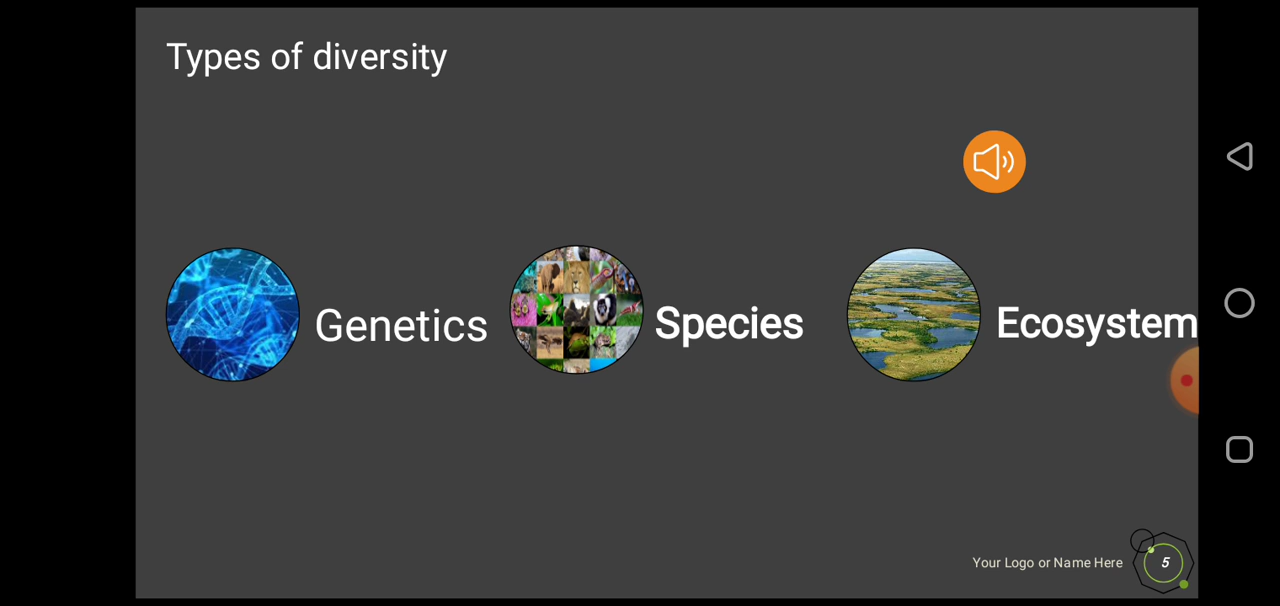 Types of diversity
Genetics
Species
Ecosystem
Your Logo or Name Here
5